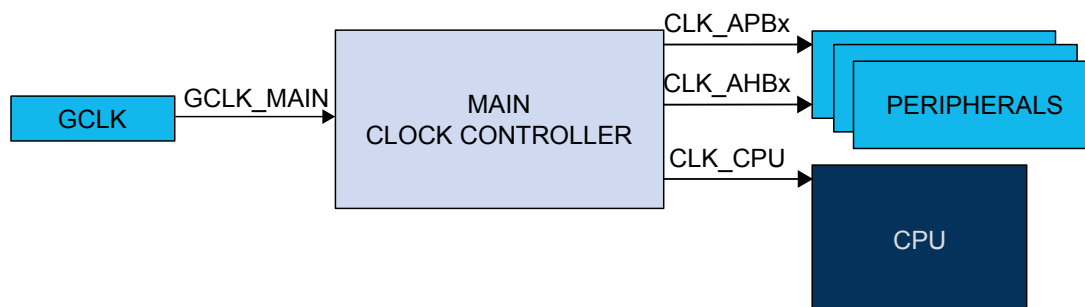 GCLK
GCLK_MAIN
MAIN
CLOCK CONTROLLER
CLK_APBx
CLK_AHBx
CLK_CPU
PERIPHERALS
CPU